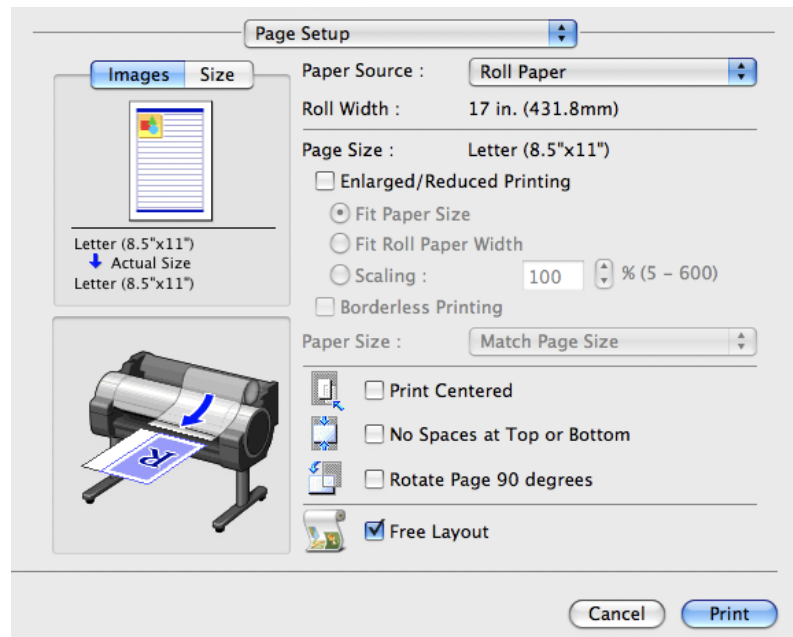 Page Setup
Images Size
Letter (8.5"x11")
Actual Size
Letter (8.5"x11")
R
Paper Source : Roll Paper
Roll Width : 17 in. (431.8mm)
Page Size : Letter (8.5"x11")
Enlarged/Reduced Printing
Fit Paper Size
Fit Roll Paper Width
Scaling : 100 % (5 – 600)
Borderless Printing
Paper Size : Match Page Size
Print Centered
No Spaces at Top or Bottom
Rotate Page 90 degrees
Free Layout
Cancel Print